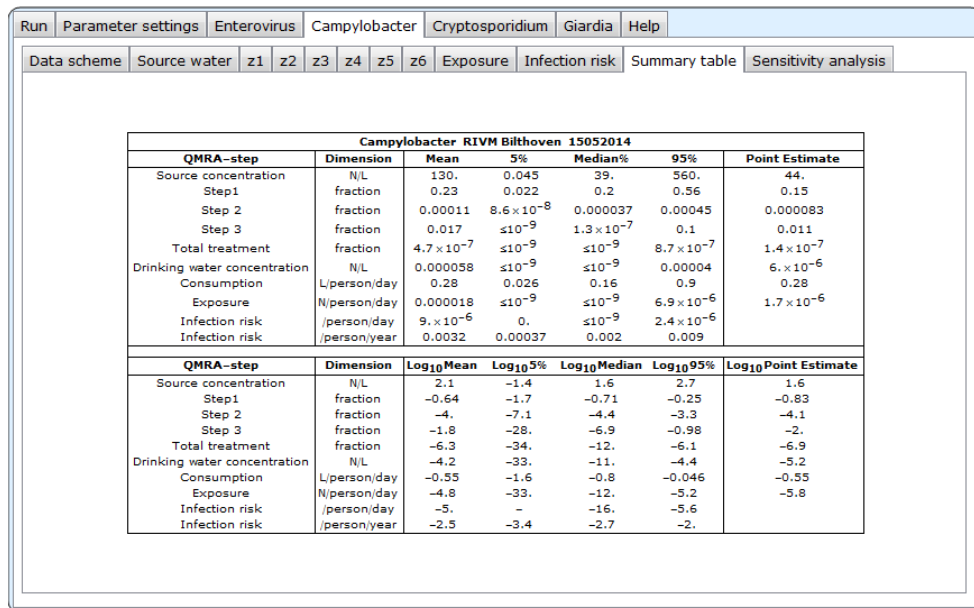 Run Parameter settings Enterovirus Campylobacter Cryptosporidium Giardia Help
Data scheme Source water z1 z2 z3 z4 z5 z6 Exposure Infection risk Summary table Sensitivity analysis
Campylobacter RIVM Bilthoven 15052014
QMRA-step Dimension Mean 5% Median% 95% Point Estimate
Source concentration N/L 130. 0.045 39. 560. 44.
Step1 fraction 0.23 0.022 0.2 0.56 0.15
Step 2 fraction 0.00011 8.6×10⁻⁸ 0.000037 0.00045 0.000083
Step 3 fraction 0.017 ≤10⁻⁹ 1.3×10⁻⁷ 0.1 0.011
Total treatment fraction 4.7×10⁻⁷ ≤10⁻⁹ ≤10⁻⁹ 8.7×10⁻⁷ 1.4×10⁻⁷
Drinking water concentration N/L 0.000058 ≤10⁻⁹ ≤10⁻⁹ 0.00004 6.×10⁻⁶
Consumption L/person/day 0.28 0.026 0.16 0.9 0.28
Exposure N/person/day 0.000018 ≤10⁻⁹ ≤10⁻⁹ 6.9×10⁻⁶ 1.7×10⁻⁶
Infection risk /person/day 9.×10⁻⁶ 0. ≤10⁻⁹ 2.4×10⁻⁶
Infection risk /person/year 0.0032 0.00037 0.002 0.009
QMRA-step Dimension Log₁₀Mean Log₁₀5% Log₁₀Median Log₁₀95% Log₁₀Point Estimate
Source concentration N/L 2.1 −1.4 1.6 2.7 1.6
Step1 fraction −0.64 −1.7 −0.71 −0.25 −0.83
Step 2 fraction −4. −7.1 −4.4 −3.3 −4.1
Step 3 fraction −1.8 −28. −6.9 −0.98 −2.
Total treatment fraction −6.3 −34. −12. −6.1 −6.9
Drinking water concentration N/L −4.2 −33. −11. −4.4 −5.2
Consumption L/person/day −0.55 −1.6 −0.8 −0.046 −0.55
Exposure N/person/day −4.8 −33. −12. −5.2 −5.8
Infection risk /person/day −5. − −16. −5.6
Infection risk /person/year −2.5 −3.4 −2.7 −2.